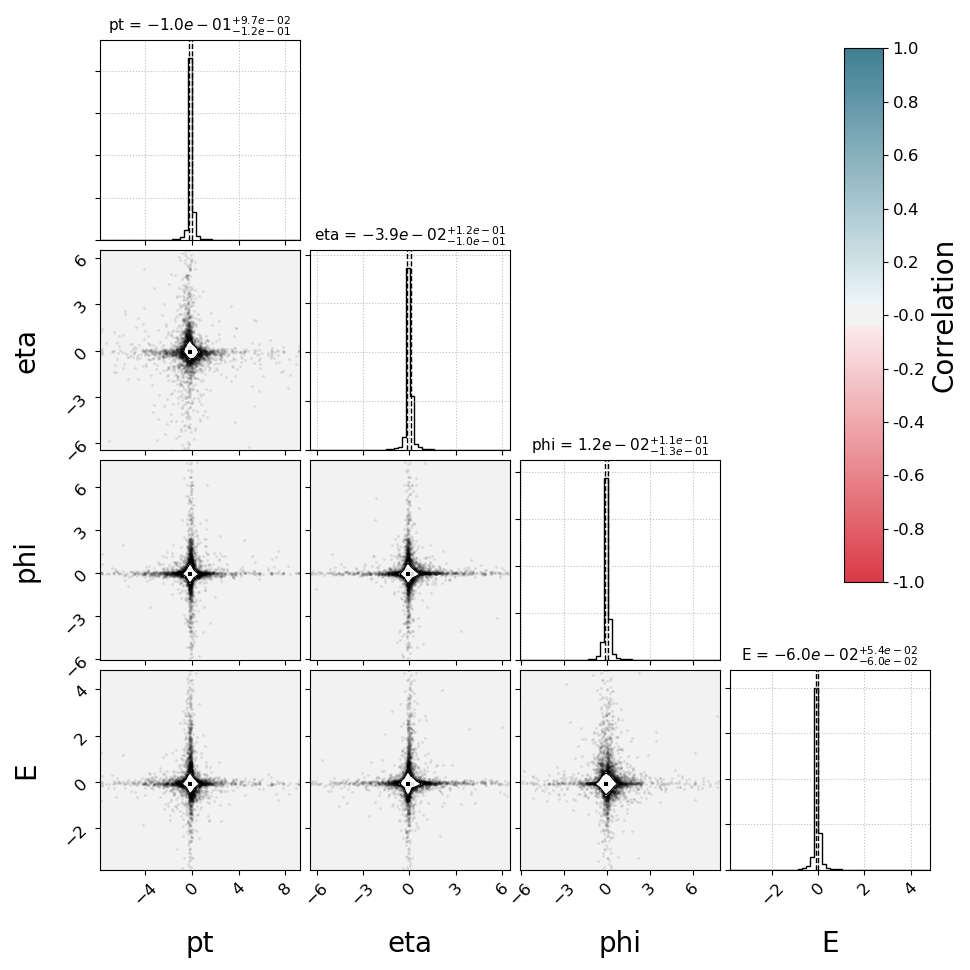 pt = −1.0e − 01 +9.7e−02 −1.2e−01
1.0
0.8
0.6
0.4
0.2
-0.0
-0.2
-0.4
-0.6
-0.8
-1.0
Correlation
eta = −3.9e − 02 +1.2e−01 −1.0e−01
eta
6
3
0
−3
−6
phi = 1.2e − 02 +1.1e−01 −1.3e−01
phi
6
3
0
−3
−6
E = −6.0e − 02 +5.4e−02 −6.0e−02
E
4
2
0
−2
−4 0 4 8
−6 −3 0 3 6
−6 −3 0 3 6
−2 0 2 4
pt eta phi E